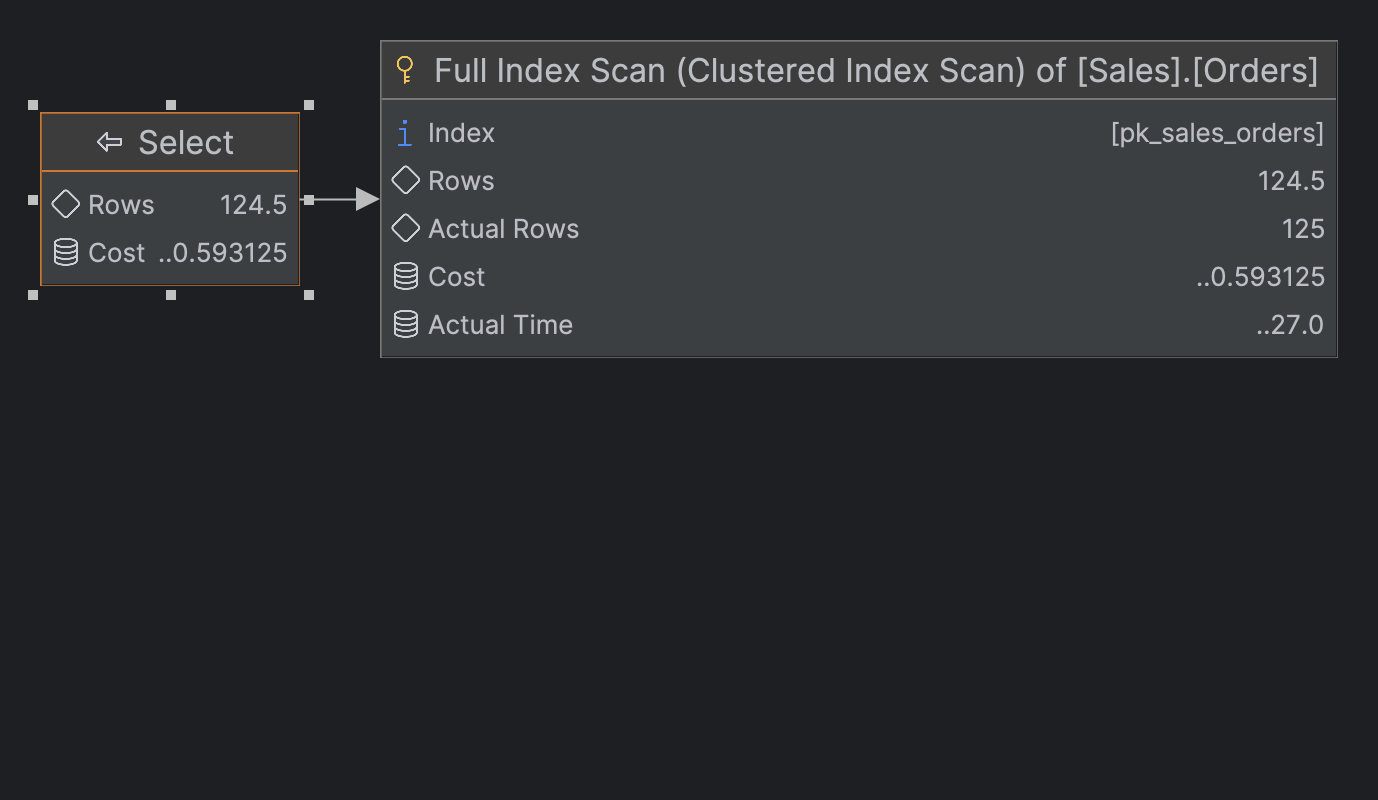 Select
Rows 124.5
Cost ..0.593125
Full Index Scan (Clustered Index Scan) of [Sales].[Orders]
Index [pk_sales_orders]
Rows 124.5
Actual Rows 125
Cost ..0.593125
Actual Time ..27.0